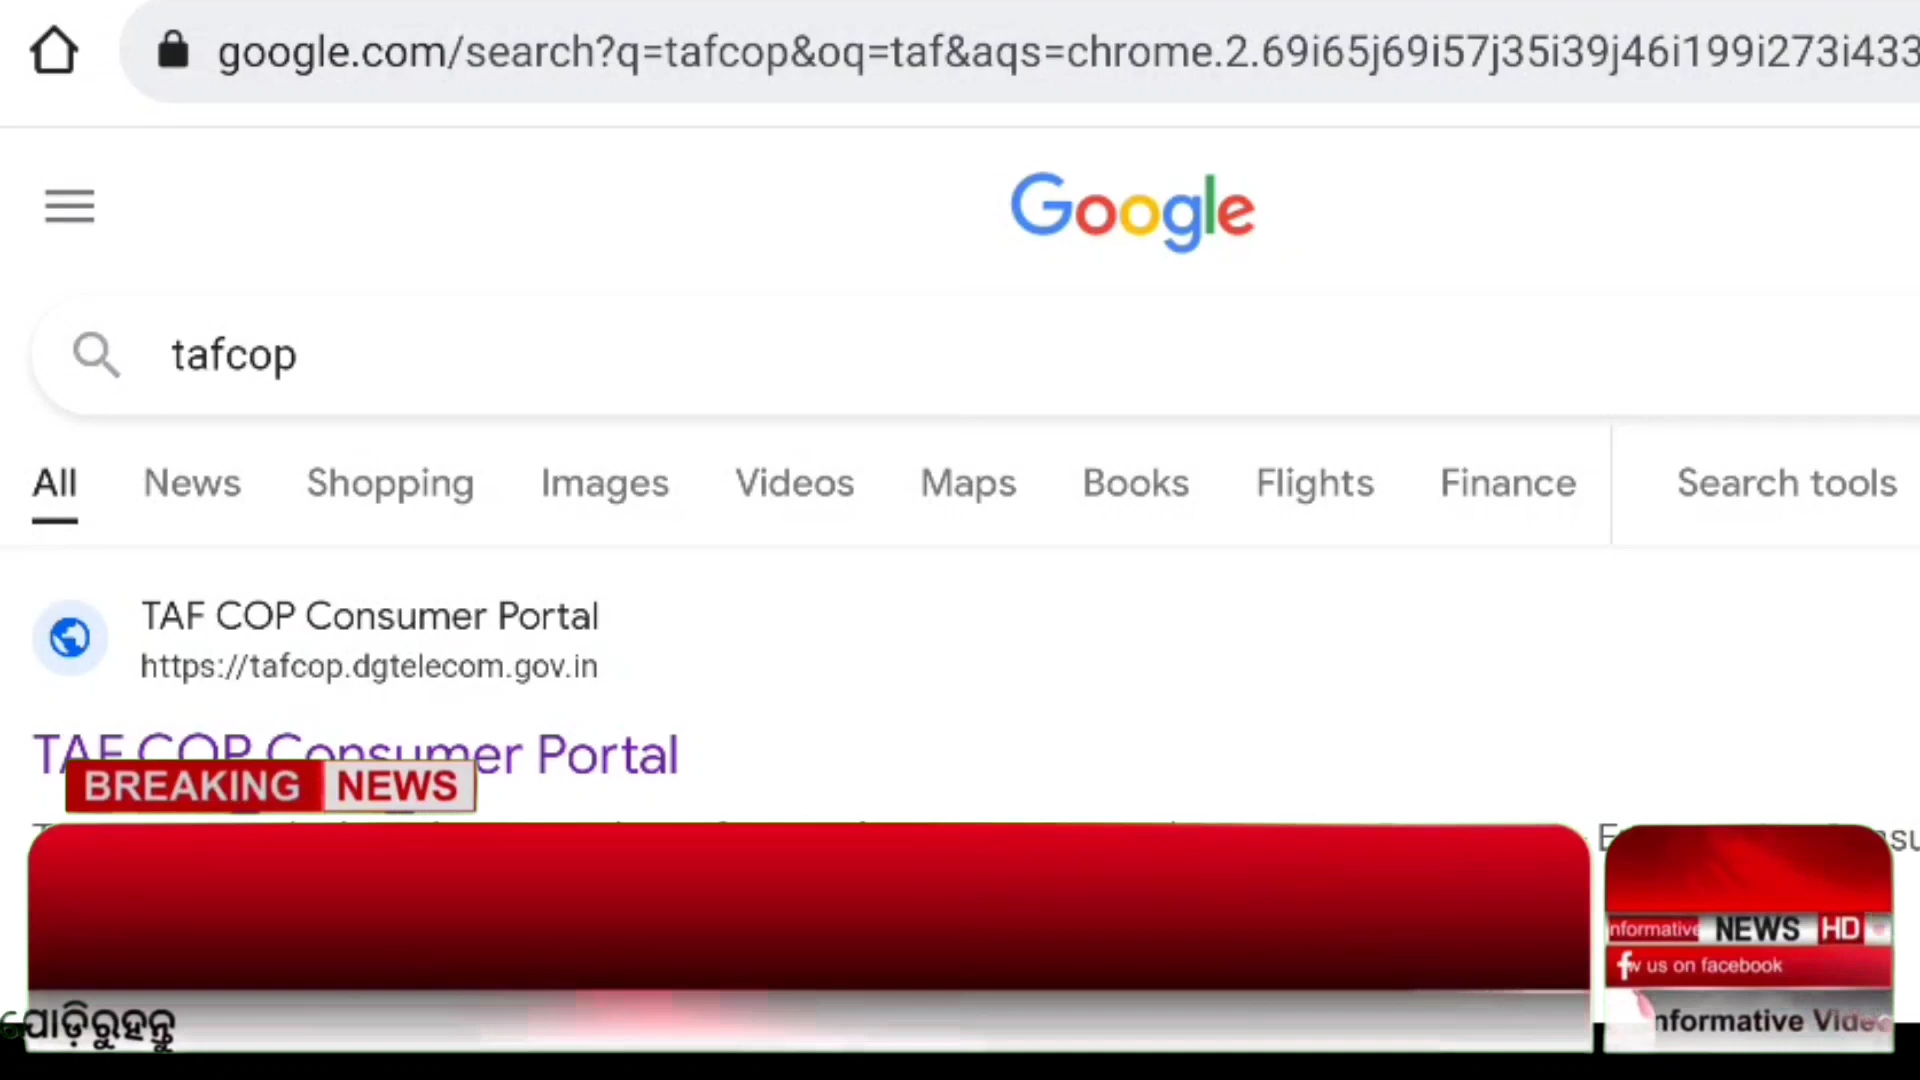 google.com/search?q=tafcop&oq=taf&aqs=chrome.2.69i65j69i57j35i39j46i199i273i433
Google
tafcop
All News Shopping Images Videos Maps Books Flights Finance Search tools
TAF COP Consumer Portal
https://tafcop.dgtelecom.gov.in
TAF COP Consumer Portal
BREAKING NEWS
nformative NEWS HD
w us on facebook
ଯୋଡ଼ିରୁହନ୍ତୁ
nformative Vide